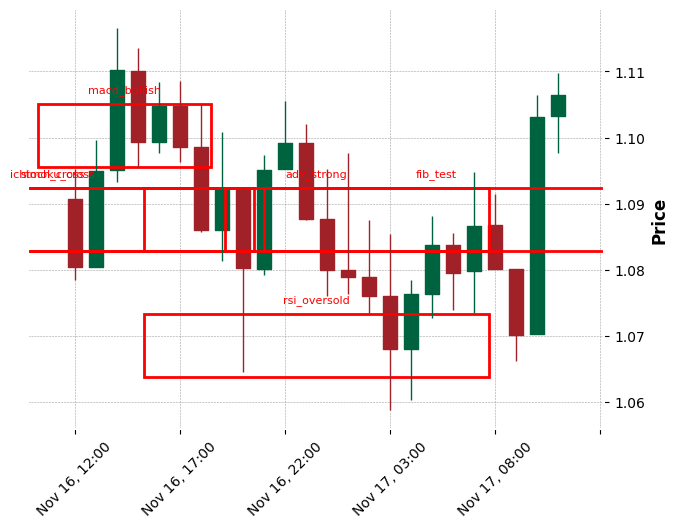 1.11
macd_bullish
1.10
adx_strong
fib_test
1.09
Price
1.08
rsi_oversold
1.07
1.06
Nov 16, 12:00
Nov 16, 17:00
Nov 16, 22:00
Nov 17, 03:00
Nov 17, 08:00